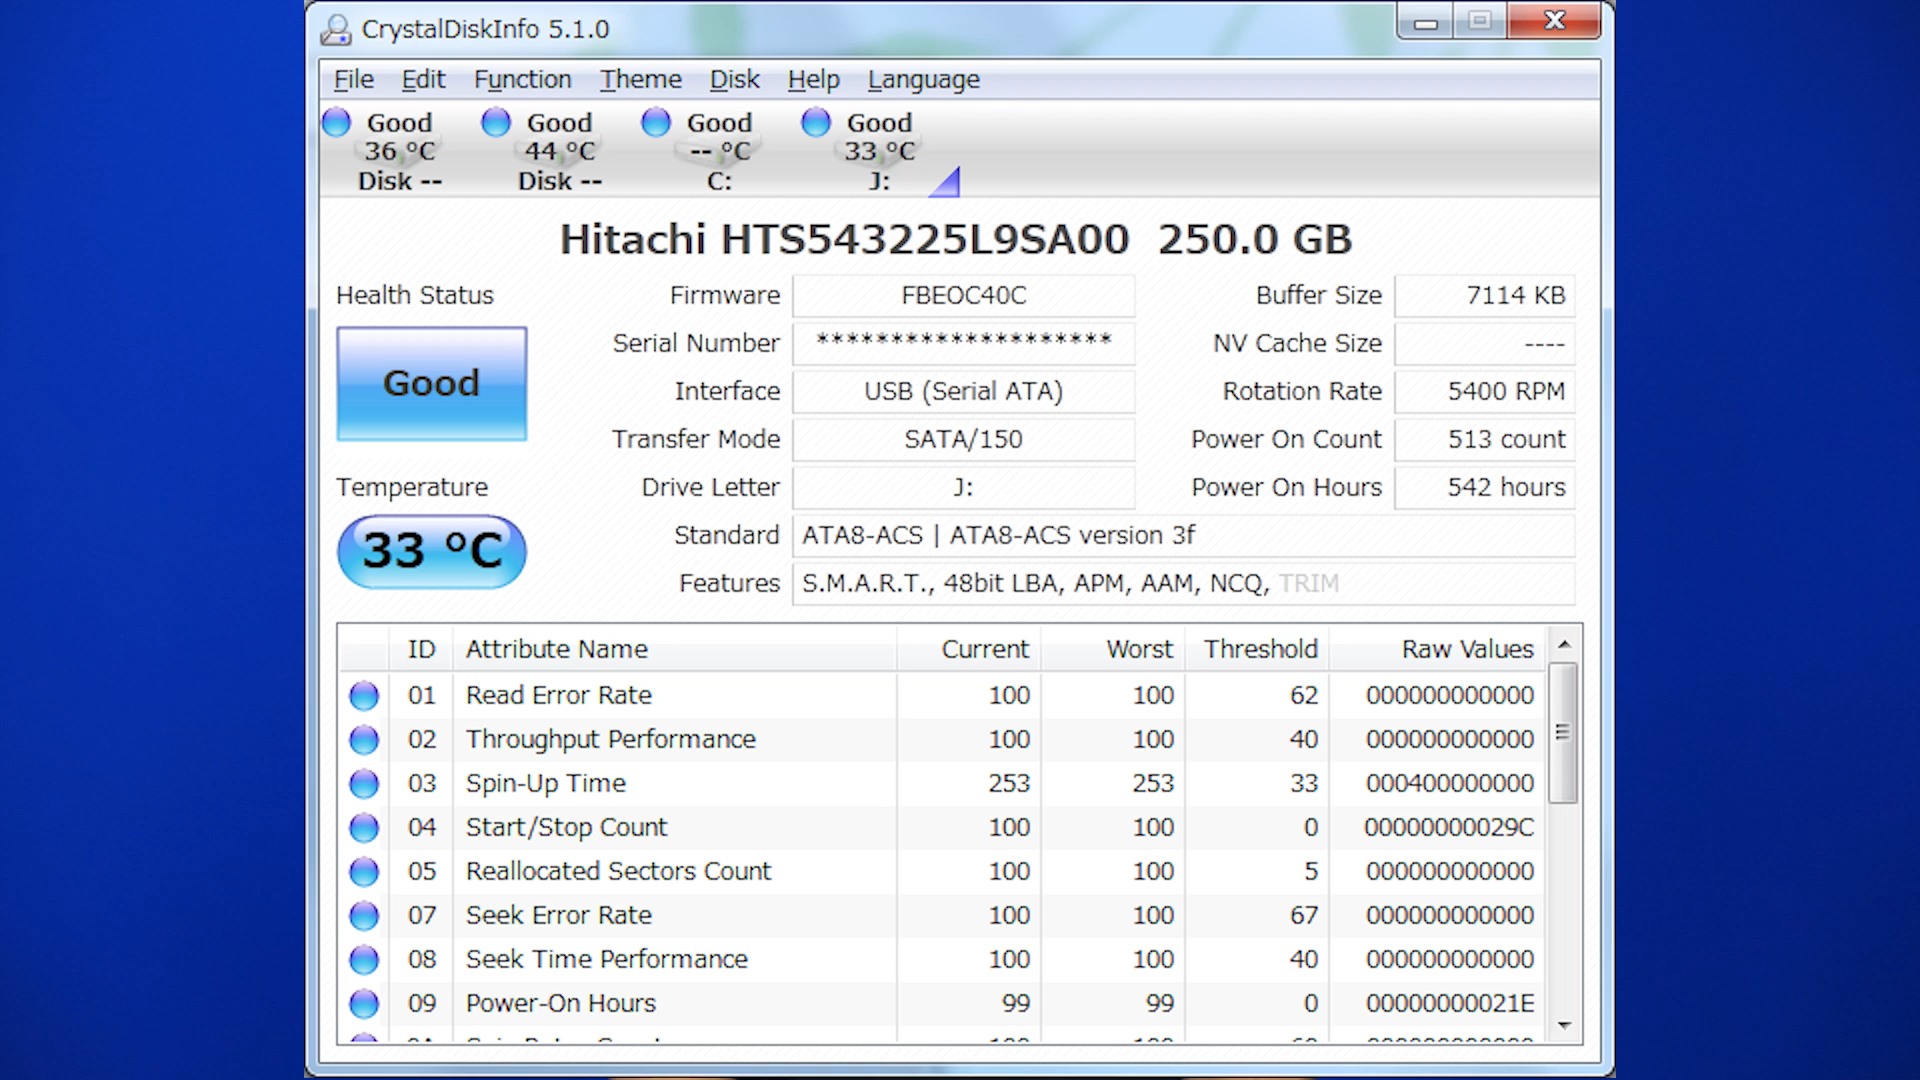 CrystalDiskInfo 5.1.0
File Edit Function Theme Disk Help Language
Good Good Good Good
36 °C 44 °C -- °C 33 °C
Disk -- Disk -- C: J:
Hitachi HTS543225L9SA00 250.0 GB
Health Status Firmware FBEOC40C Buffer Size 7114 KB
Serial Number ******************** NV Cache Size ----
Good Interface USB (Serial ATA) Rotation Rate 5400 RPM
Transfer Mode SATA/150 Power On Count 513 count
Temperature Drive Letter J: Power On Hours 542 hours
33 °C Standard ATA8-ACS | ATA8-ACS version 3f
Features S.M.A.R.T., 48bit LBA, APM, AAM, NCQ, TRIM
ID Attribute Name Current Worst Threshold Raw Values
01 Read Error Rate 100 100 62 000000000000
02 Throughput Performance 100 100 40 000000000000
03 Spin-Up Time 253 253 33 000400000000
04 Start/Stop Count 100 100 0 00000000029C
05 Reallocated Sectors Count 100 100 5 000000000000
07 Seek Error Rate 100 100 67 000000000000
08 Seek Time Performance 100 100 40 000000000000
09 Power-On Hours 99 99 0 00000000021E